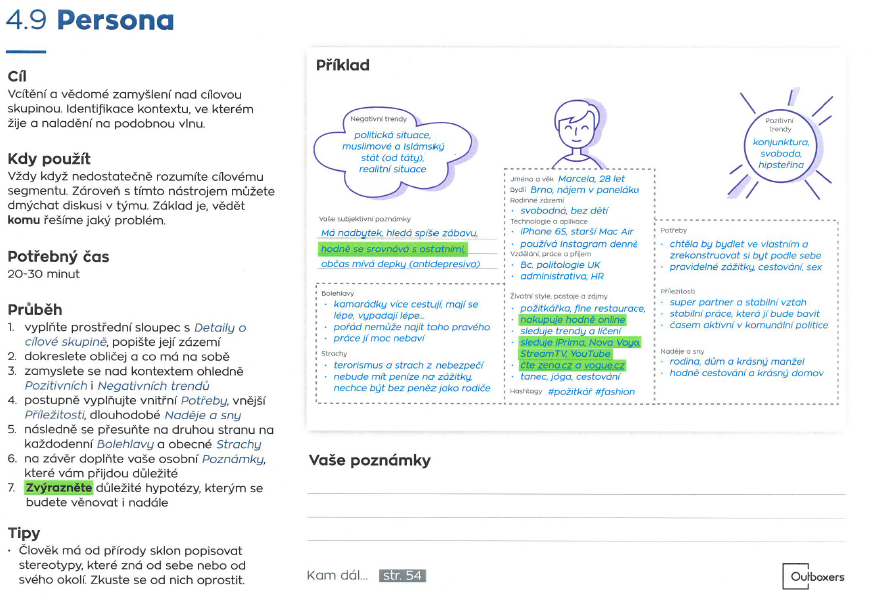 4.9 Persona
Cíl
Vcítění a vědomé zamyšlení nad cílovou
skupinou. Identifikace kontextu, ve kterém
žije a naladění na podobnou vlnu.
Kdy použít
Vždy když nedostatečně rozumíte cílovému
segmentu. Zároveň s tímto nástrojem můžete
dmýchat diskusi v týmu. Základ je, vědět
komu řešíme jaký problém.
Potřebný čas
20-30 minut
Průběh
1. vyplňte prostřední sloupec s Detaily o
cílové skupině, popište její zázemí
2. dokreslete obličej a co má na sobě
3. zamyslete se nad kontextem ohledně
Pozitivních i Negativních trendů
4. postupně vyplňujte vnitřní Potřeby, vnější
Příležitosti, dlouhodobé Naděje a sny
5. následně se přesuňte na druhou stranu na
každodenní Bolehlavy a obecné Strachy
6. na závěr doplňte vaše osobní Poznámky,
které vám přijdou důležité
7. Zvýrazněte důležité hypotézy, kterým se
budete věnovat i nadále
Tipy
· Člověk má od přírody sklon popisovat
stereotypy, které zná od sebe nebo od
svého okolí. Zkuste se od nich oprostit.
Příklad
Negativní trendy
politická situace,
muslimové a Islámský
stát (od táty),
realitní situace
Pozitivní
trendy
konjunktura,
svoboda,
hipsteřina
Vaše subjektivní poznámky
Má nadbytek, hledá spíše zábavu,
hodně se srovnává s ostatními,
občas mívá depky (antidepresiva)
Bolehlavy
· kamarádky více cestují, mají se
lépe, vypadají lépe...
· pořád nemůže najít toho pravého
· práce jí moc nebaví
Strachy
· terorismus a strach z nebezpečí
· nebude mít peníze na zážitky,
nechce být bez peněz jako rodiče
Jméno a věk Marcela, 28 let
Bydlí Brno, nájem v paneláku
Rodinné zázemí
· svobodná, bez dětí
Technologie a aplikace
· iPhone 6S, starší Mac Air
· používá Instagram denně
Vzdělání, práce a příjem
· Bc. politologie UK
· administrativa, HR
Životní style, postoje a zájmy
· požitkářka, fine restaurace,
nakupuje hodně online
· sleduje trendy a líčení
· sleduje iPrima, Nova Voyo,
StreamTV, YouTube
· čte zeno.cz a vogue.cz
· tanec, jóga, cestování
Hashtagy #požitkář #fashion
Potřeby
· chtěla by bydlet ve vlastním a
zrekonstruovat si byt podle sebe
· pravidelné zážitky, cestování, sex
Příležitosti
· super partner a stabilní vztah
· stabilní práce, která jí bude bavit
· časem aktivní v komunální politice
Naděje a sny
· rodina, dům a krásný manžel
· hodně cestování a krásný domov
Vaše poznámky
Kam dál... str. 54
Outboxers